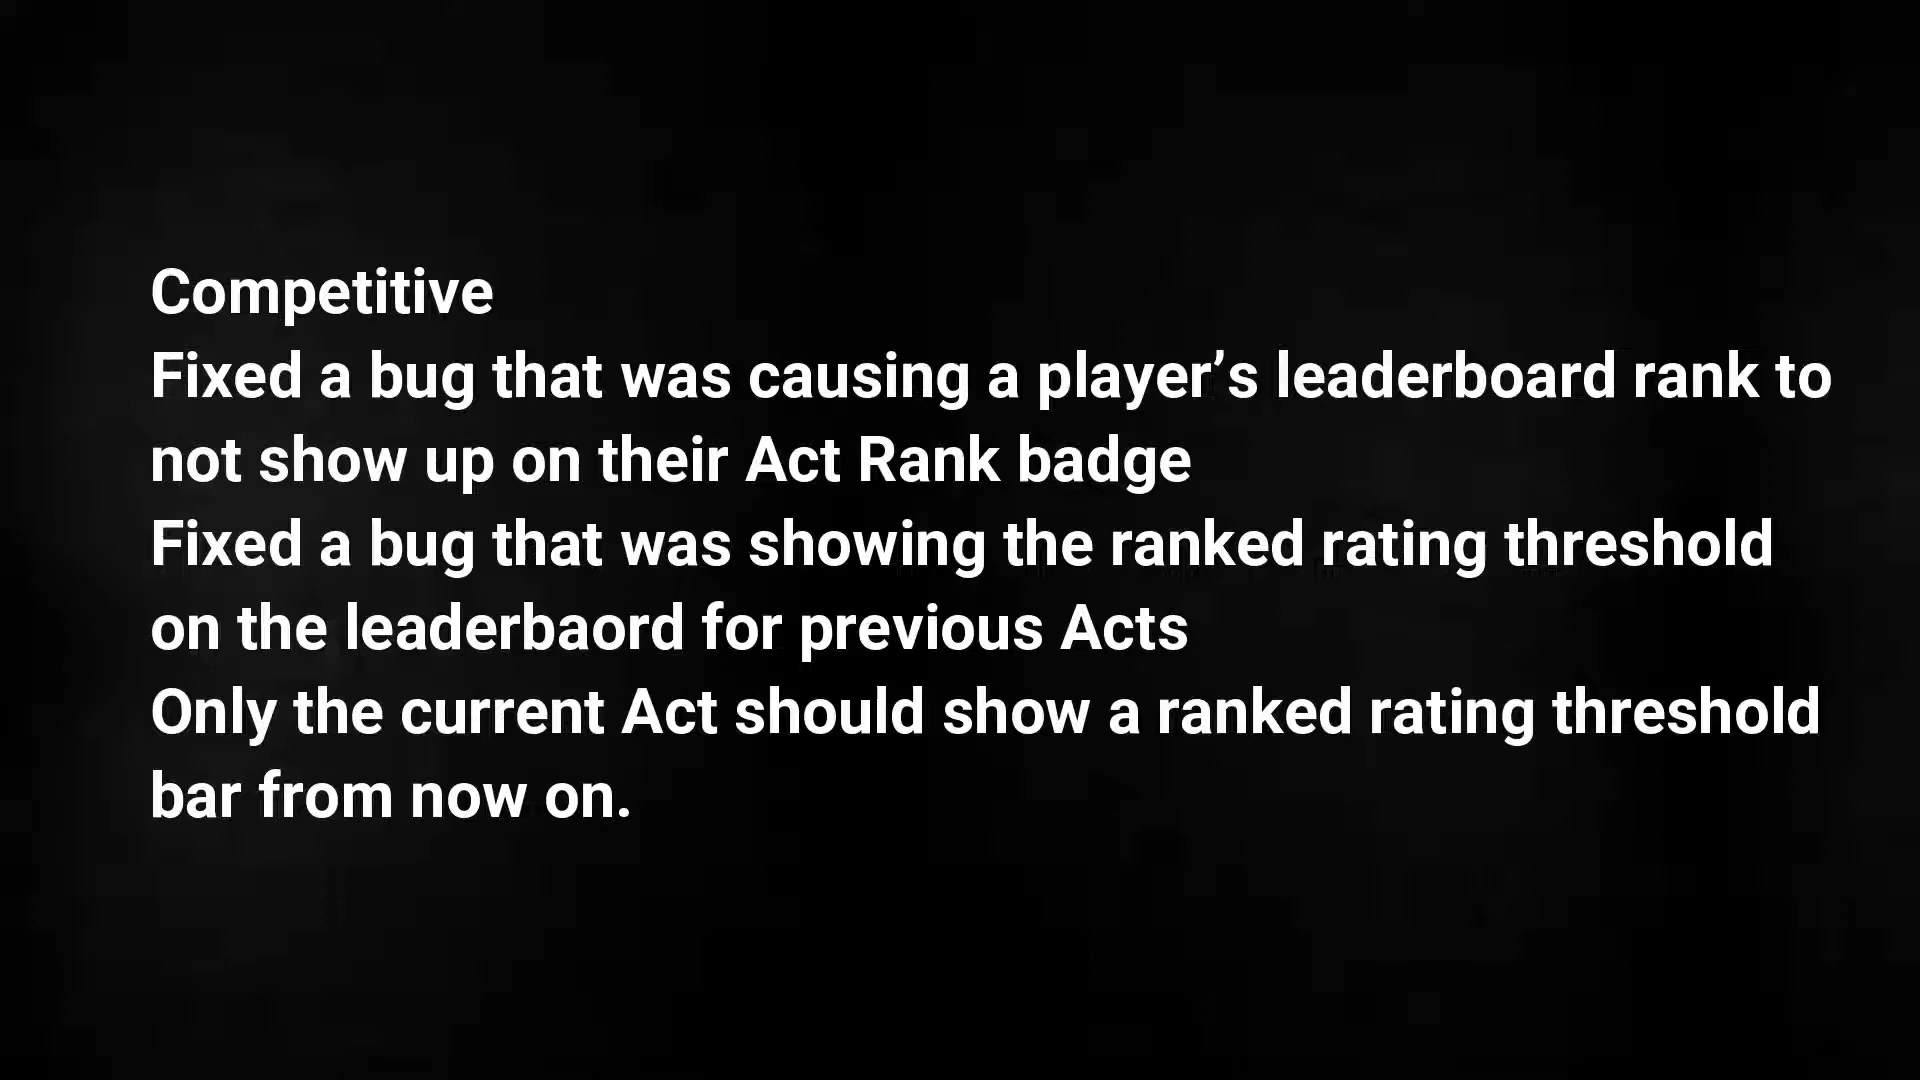 Competitive
Fixed a bug that was causing a player’s leaderboard rank to
not show up on their Act Rank badge
Fixed a bug that was showing the ranked rating threshold
on the leaderbaord for previous Acts
Only the current Act should show a ranked rating threshold
bar from now on.